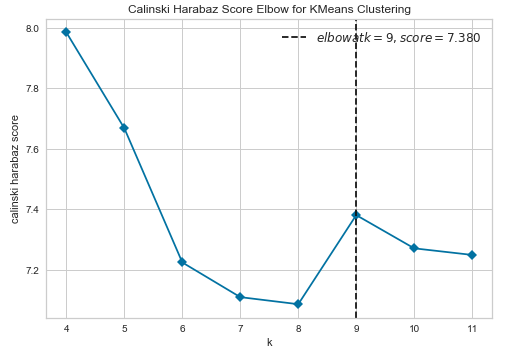 Calinski Harabaz Score Elbow for KMeans Clustering
elbowatk = 9, score = 7.380
calinski harabaz score
8.0
7.8
7.6
7.4
7.2
4 5 6 7 8 9 10 11
k